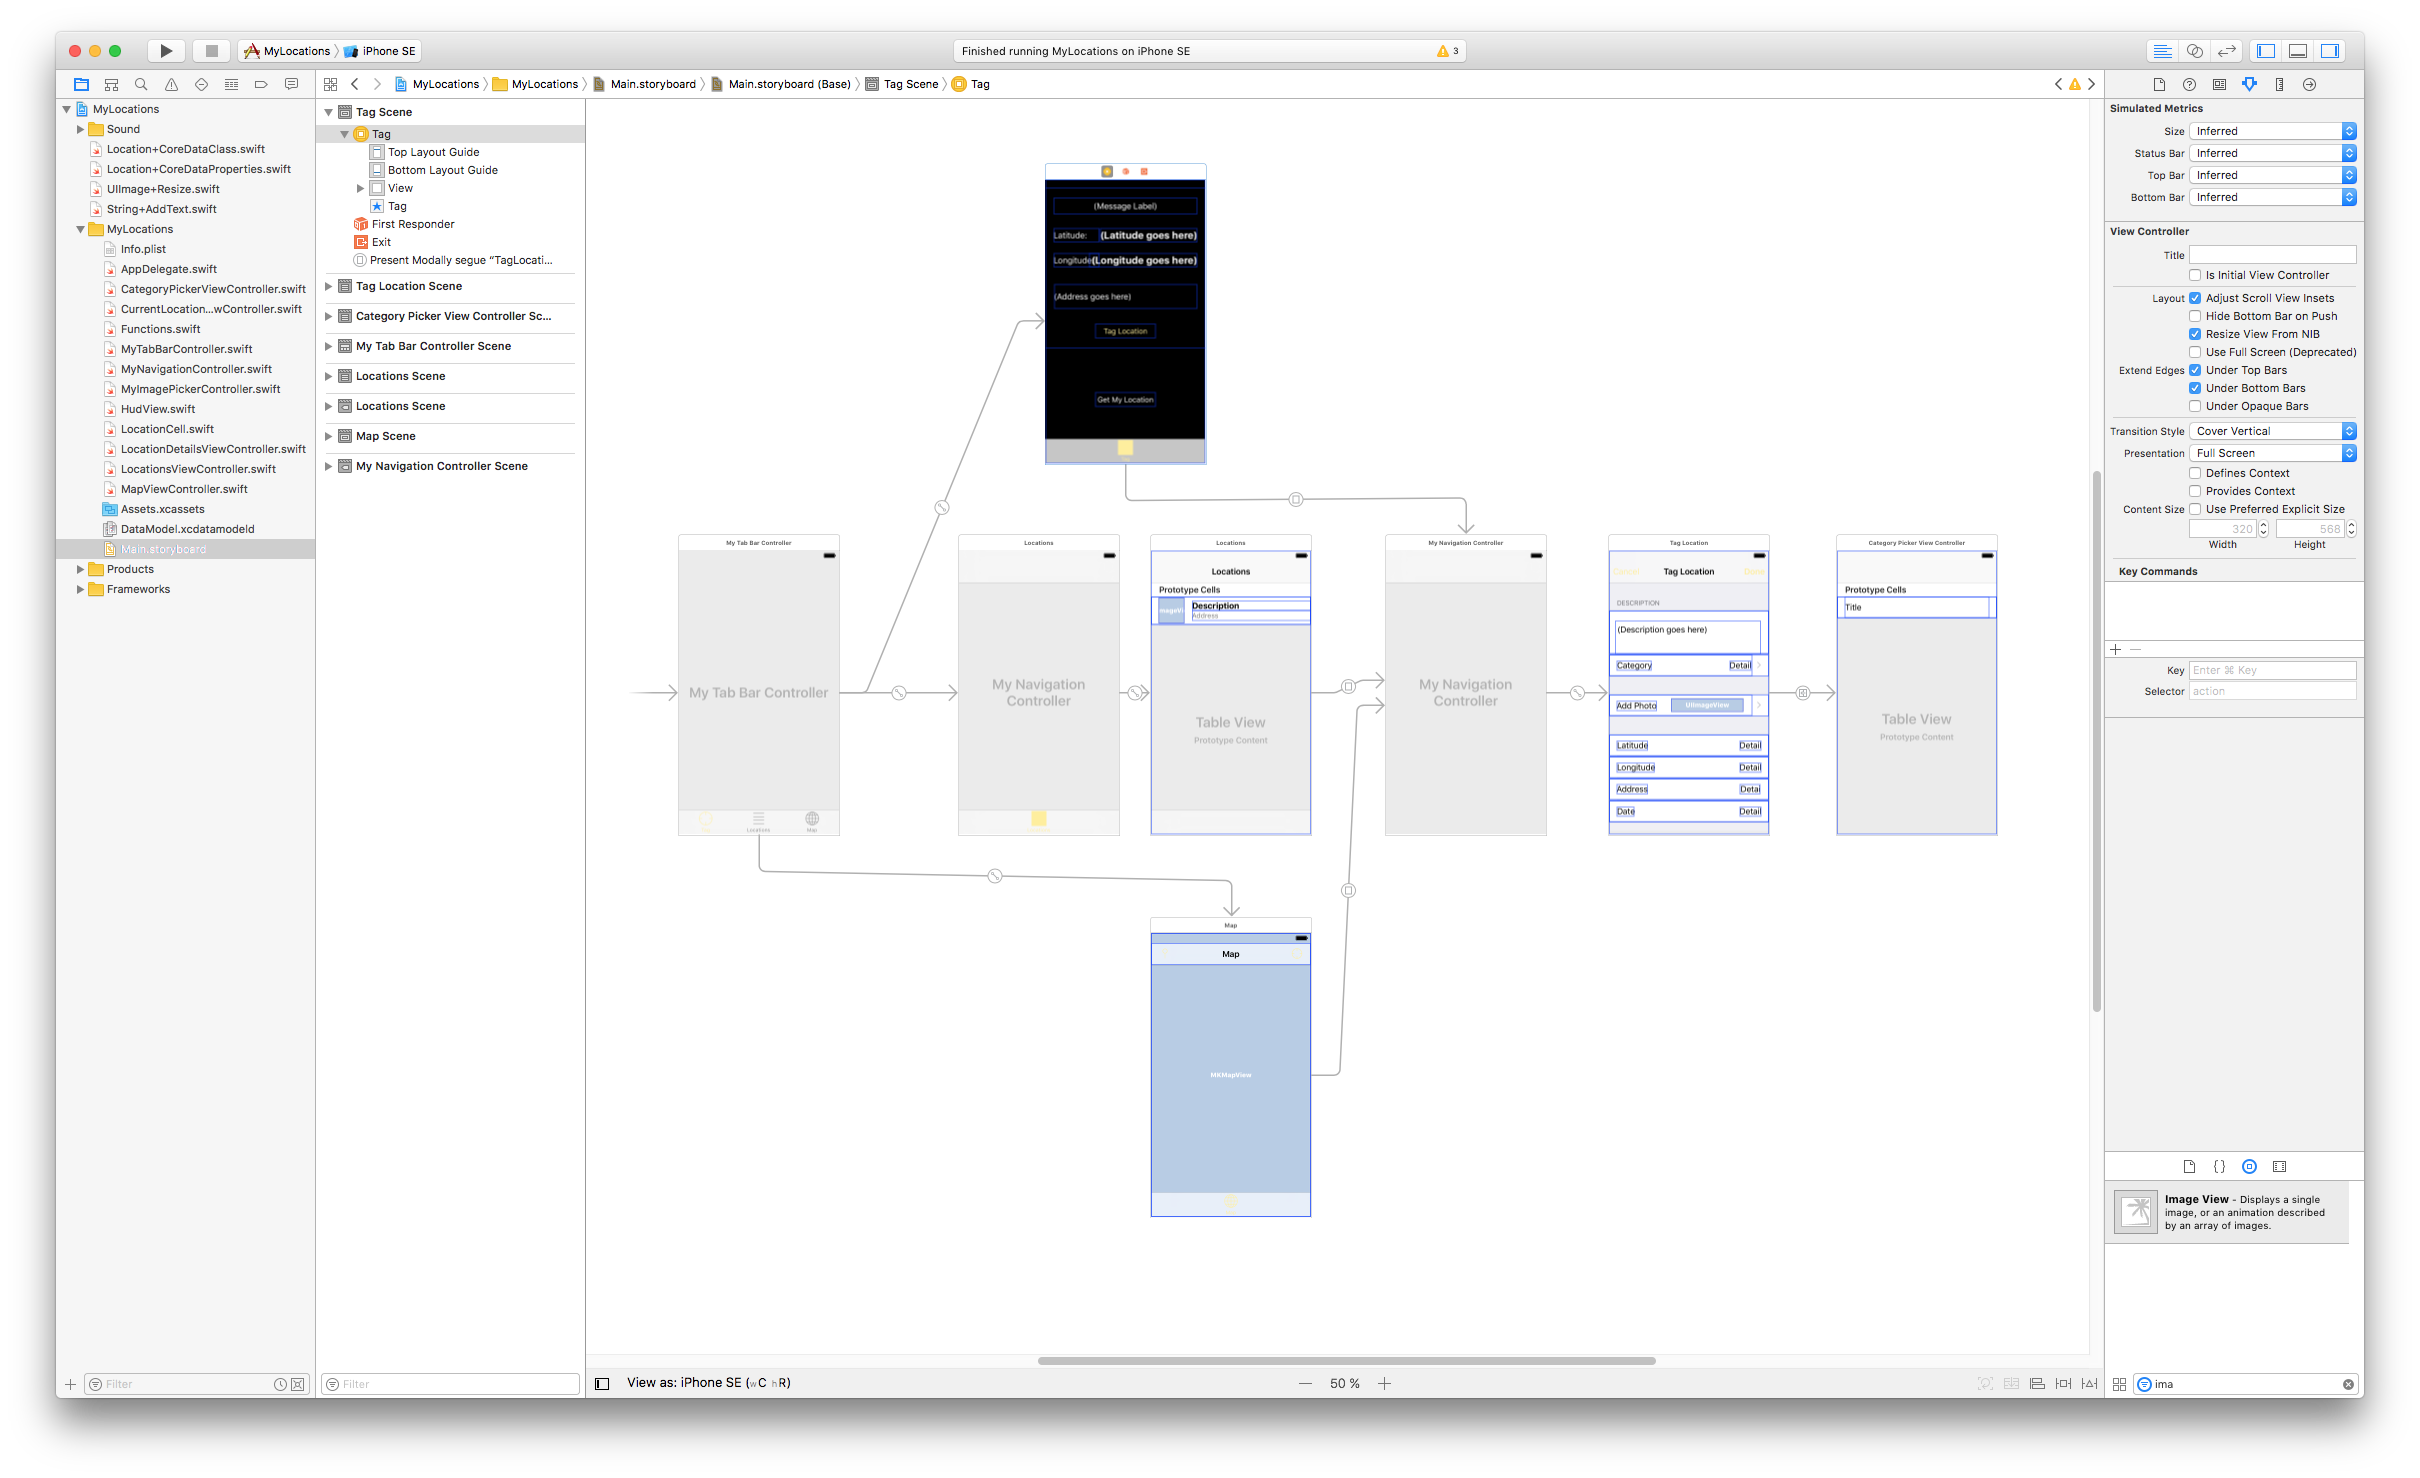 MyLocations iPhone SE
Finished running MyLocations on iPhone SE
3
MyLocations MyLocations Main.storyboard Main.storyboard (Base) Tag Scene Tag
MyLocations
Sound
Location+CoreDataClass.swift
Location+CoreDataProperties.swift
UIImage+Resize.swift
String+AddText.swift
MyLocations
Info.plist
AppDelegate.swift
CategoryPickerViewController.swift
CurrentLocation...wController.swift
Functions.swift
MyTabBarController.swift
MyNavigationController.swift
MyImagePickerController.swift
HudView.swift
LocationCell.swift
LocationDetailsViewController.swift
LocationsViewController.swift
MapViewController.swift
Assets.xcassets
DataModel.xcdatamodeld
Main.storyboard
Products
Frameworks
Filter
Tag Scene
Tag
Top Layout Guide
Bottom Layout Guide
View
Tag
First Responder
Exit
Present Modally segue “TagLocati...
Tag Location Scene
Category Picker View Controller Sc...
My Tab Bar Controller Scene
Locations Scene
Locations Scene
Map Scene
My Navigation Controller Scene
Filter
(Message Label)
Latitude: (Latitude goes here)
Longitude (Longitude goes here)
(Address goes here)
Tag Location
Get My Location
My Tab Bar Controller
My Tab Bar Controller
Locations
Map
Locations
My Navigation
Controller
Locations
Locations
Prototype Cells
Description
Address
Table View
Prototype Content
My Navigation Controller
My Navigation
Controller
Tag Location
Cancel Tag Location Done
DESCRIPTION
(Description goes here)
Category Detail
Add Photo UIImageView
Latitude Detail
Longitude Detail
Address Detai
Date Detail
Category Picker View Controller
Prototype Cells
Title
Table View
Prototype Content
Map
Map
MKMapView
View as: iPhone SE (wC hR)
50 %
Simulated Metrics
Size Inferred
Status Bar Inferred
Top Bar Inferred
Bottom Bar Inferred
View Controller
Title
Is Initial View Controller
Layout Adjust Scroll View Insets
Hide Bottom Bar on Push
Resize View From NIB
Use Full Screen (Deprecated)
Extend Edges Under Top Bars
Under Bottom Bars
Under Opaque Bars
Transition Style Cover Vertical
Presentation Full Screen
Defines Context
Provides Context
Content Size Use Preferred Explicit Size
320 568
Width Height
Key Commands
Key Enter ⌘ Key
Selector action
Image View - Displays a single
image, or an animation described
by an array of images.
ima